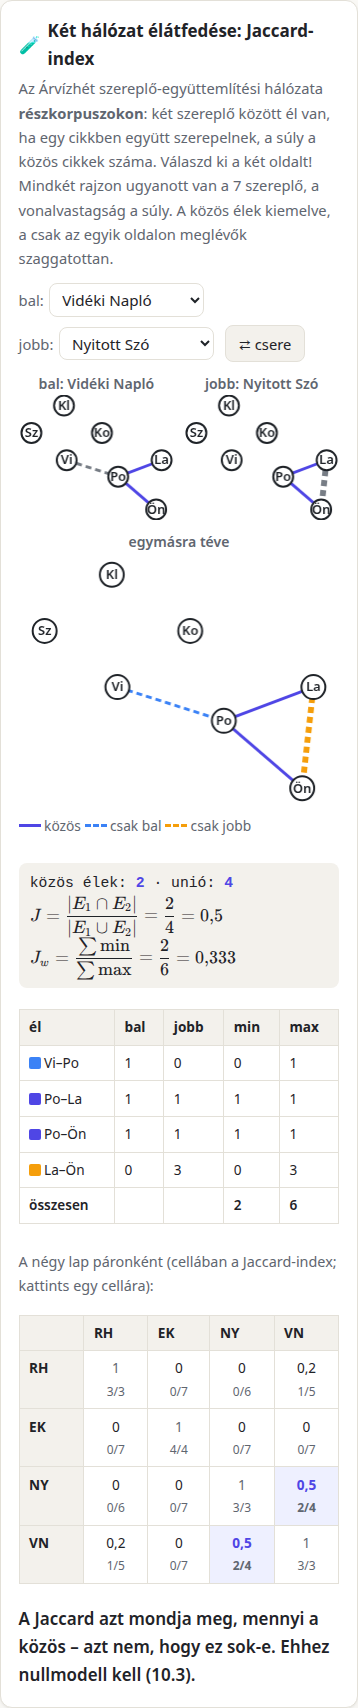 🧪 Két hálózat élátfedése: Jaccard-
index
Az Árvízhét szereplő-együttemlítési hálózata
részkorpuszokon: két szereplő között él van,
ha egy cikkben együtt szerepelnek, a súly a
közös cikkek száma. Válaszd ki a két oldalt!
Mindkét rajzon ugyanott van a 7 szereplő, a
vonalvastagság a súly. A közös élek kiemelve,
a csak az egyik oldalon meglévők
szaggatottan.
bal: Vidéki Napló
jobb: Nyitott Szó ⇄ csere
bal: Vidéki Napló jobb: Nyitott Szó
Kl Kl
Sz Ko Sz Ko
Vi La Vi La
Po Po
Ön Ön
egymásra téve
Kl
Sz Ko
Vi La
Po
Ön
közös csak bal csak jobb
közös élek: 2 · unió: 4
J = |E₁ ∩ E₂| / |E₁ ∪ E₂| = 2/4 = 0,5
J_w = ∑ min / ∑ max = 2/6 = 0,333
él bal jobb min max
Vi–Po 1 0 0 1
Po–La 1 1 1 1
Po–Ön 1 1 1 1
La–Ön 0 3 0 3
összesen 2 6
A négy lap páronként (cellában a Jaccard-index;
kattints egy cellára):
RH EK NY VN
RH 1 0 0 0,2
3/3 0/7 0/6 1/5
EK 0 1 0 0
0/7 4/4 0/7 0/7
NY 0 0 1 0,5
0/6 0/7 3/3 2/4
VN 0,2 0 0,5 1
1/5 0/7 2/4 3/3
A Jaccard azt mondja meg, mennyi a
közös – azt nem, hogy ez sok-e. Ehhez
nullmodell kell (10.3).